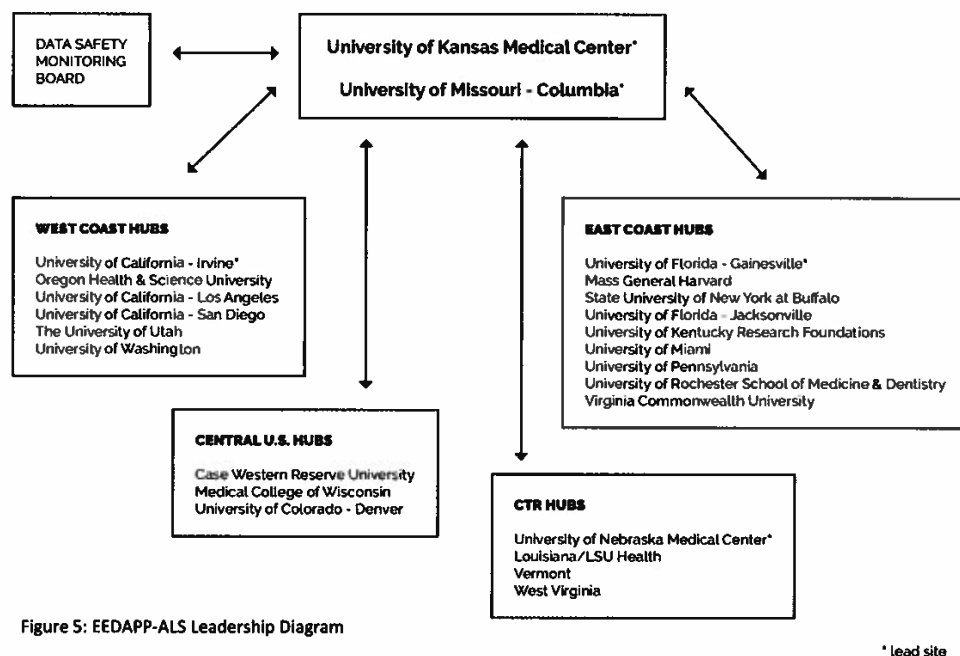 DATA SAFETY
MONITORING
BOARD
University of Kansas Medical Center*
University of Missouri - Columbia*
WEST COAST HUBS
University of California - Irvine*
Oregon Health & Science University
University of California - Los Angeles
University of California - San Diego
The University of Utah
University of Washington
EAST COAST HUBS
University of Florida - Gainesville*
Mass General Harvard
State University of New York at Buffalo
University of Florida - Jacksonville
University of Kentucky Research Foundations
University of Miami
University of Pennsylvania
University of Rochester School of Medicine & Dentistry
Virginia Commonwealth University
CENTRAL U.S. HUBS
Case Western Reserve University
Medical College of Wisconsin
University of Colorado - Denver
CTR HUBS
University of Nebraska Medical Center*
Louisiana/LSU Health
Vermont
West Virginia
Figure 5: EEDAPP-ALS Leadership Diagram
* lead site